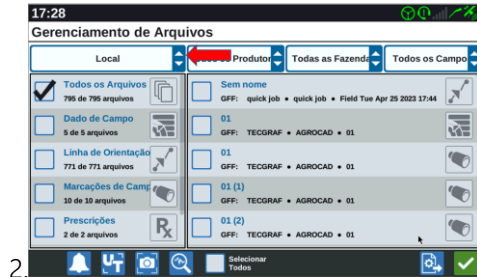 17:28
Gerenciamento de Arquivos
Local
Produtor
Todas as Fazenda
Todos os Campo
Todos os Arquivos
795 de 795 arquivos
Sem nome
GFF: quick job • quick job • Field Tue Apr 25 2023 17:44
Dado de Campo
5 de 5 arquivos
01
GFF: TECGRAF • AGROCAD • 01
Linha de Orientação
771 de 771 arquivos
01
GFF: TECGRAF • AGROCAD • 01
Marcações de Camp
10 de 10 arquivos
01 (1)
GFF: TECGRAF • AGROCAD • 01
Prescrições
2 de 2 arquivos
Rx
01 (2)
GFF: TECGRAF • AGROCAD • 01
2.
UT
Selecionar
Todos